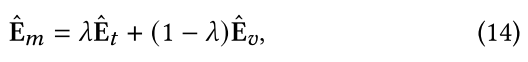 Ê_m = λÊ_t + (1 − λ)Ê_v, (14)